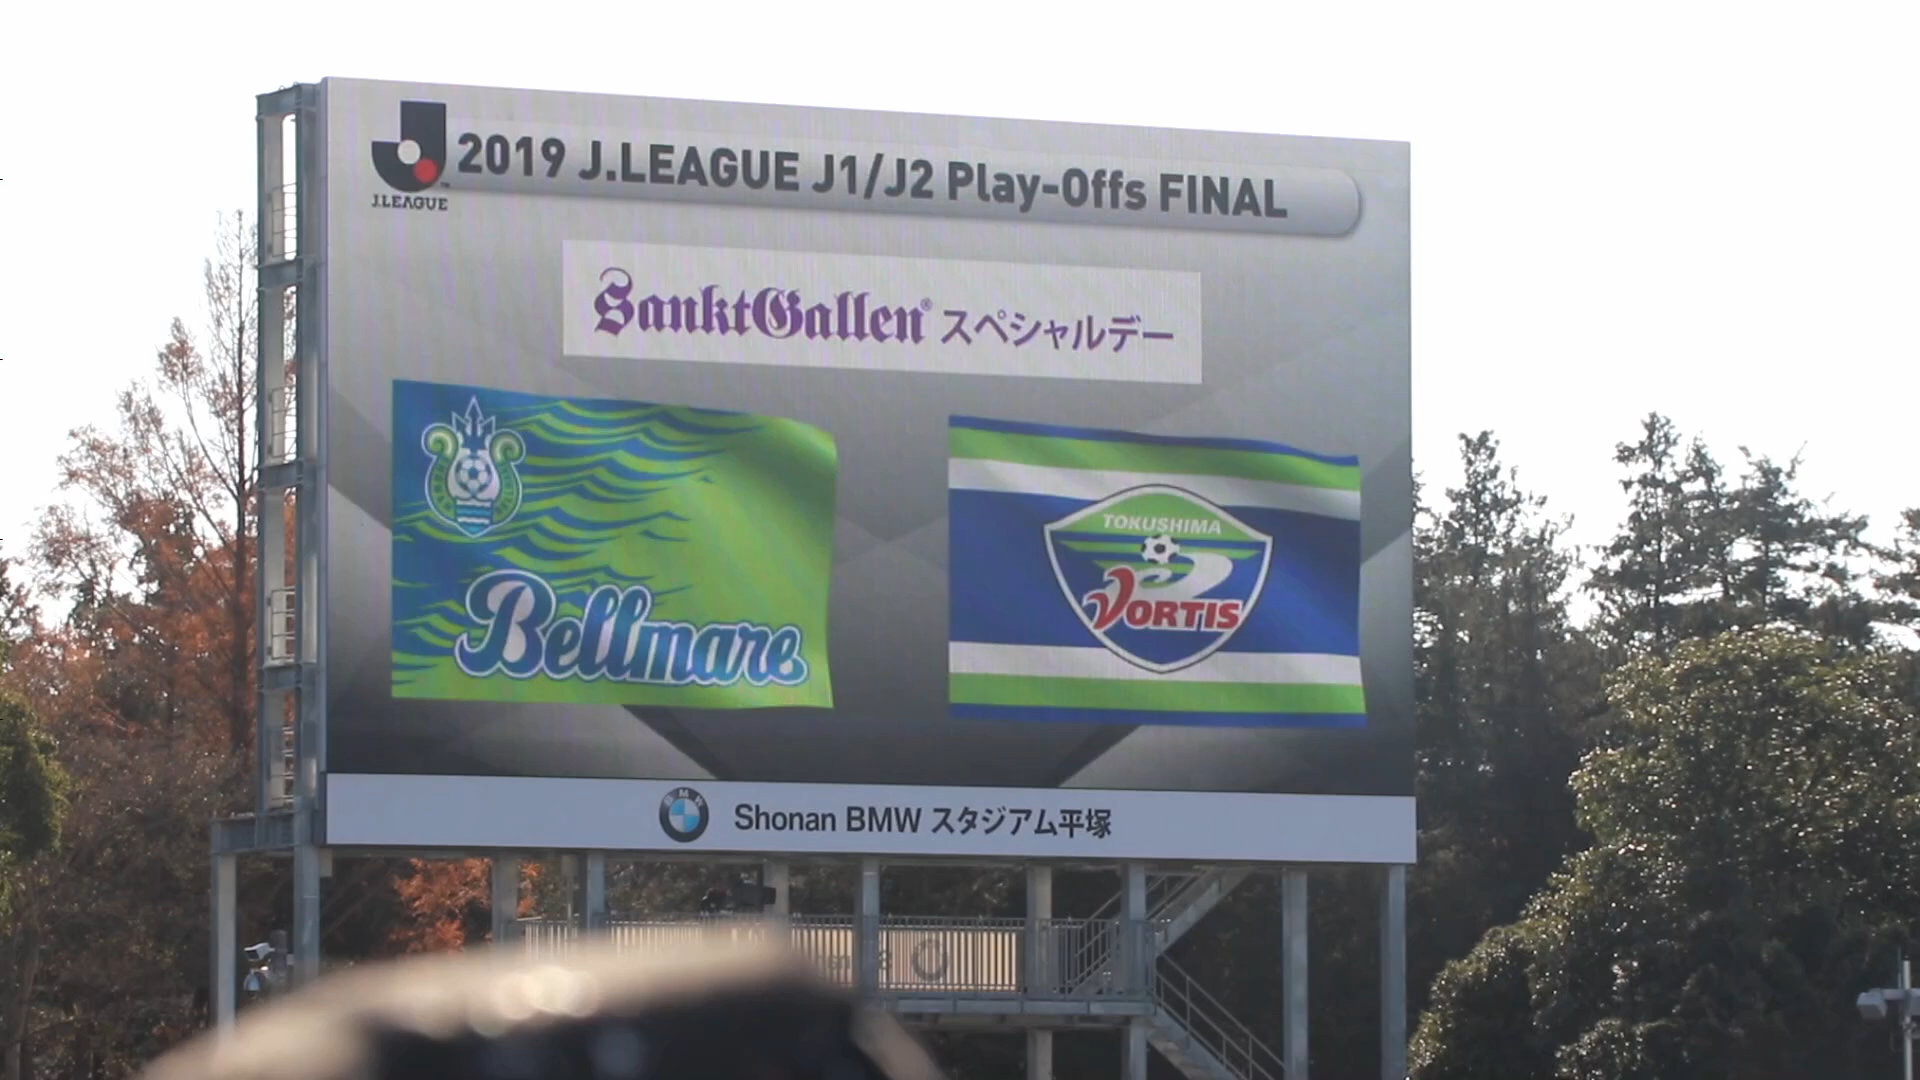 2019 J.LEAGUE J1/J2 Play-Offs FINAL
J.LEAGUE
SanktGallen® スペシャルデー
Bellmare
TOKUSHIMA
VORTIS
BMW
Shonan BMW スタジアム平塚